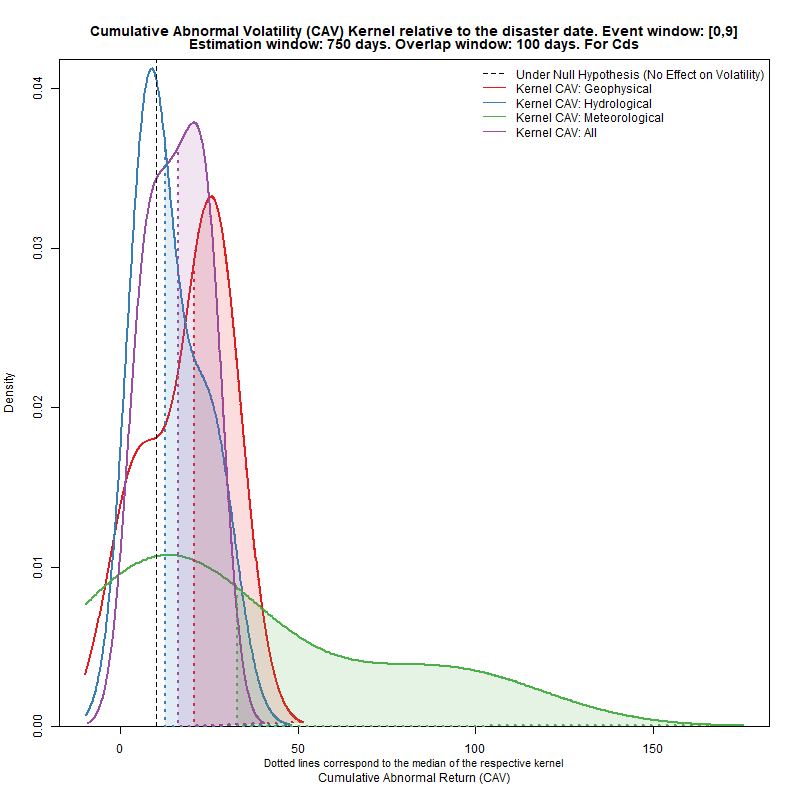 Cumulative Abnormal Volatility (CAV) Kernel relative to the disaster date. Event window: [0,9]
Estimation window: 750 days. Overlap window: 100 days. For Cds
Under Null Hypothesis (No Effect on Volatility)
Kernel CAV: Geophysical
Kernel CAV: Hydrological
Kernel CAV: Meteorological
Kernel CAV: All
Density
0.04
0.03
0.02
0.01
0.00
0 50 100 150
Dotted lines correspond to the median of the respective kernel
Cumulative Abnormal Return (CAV)